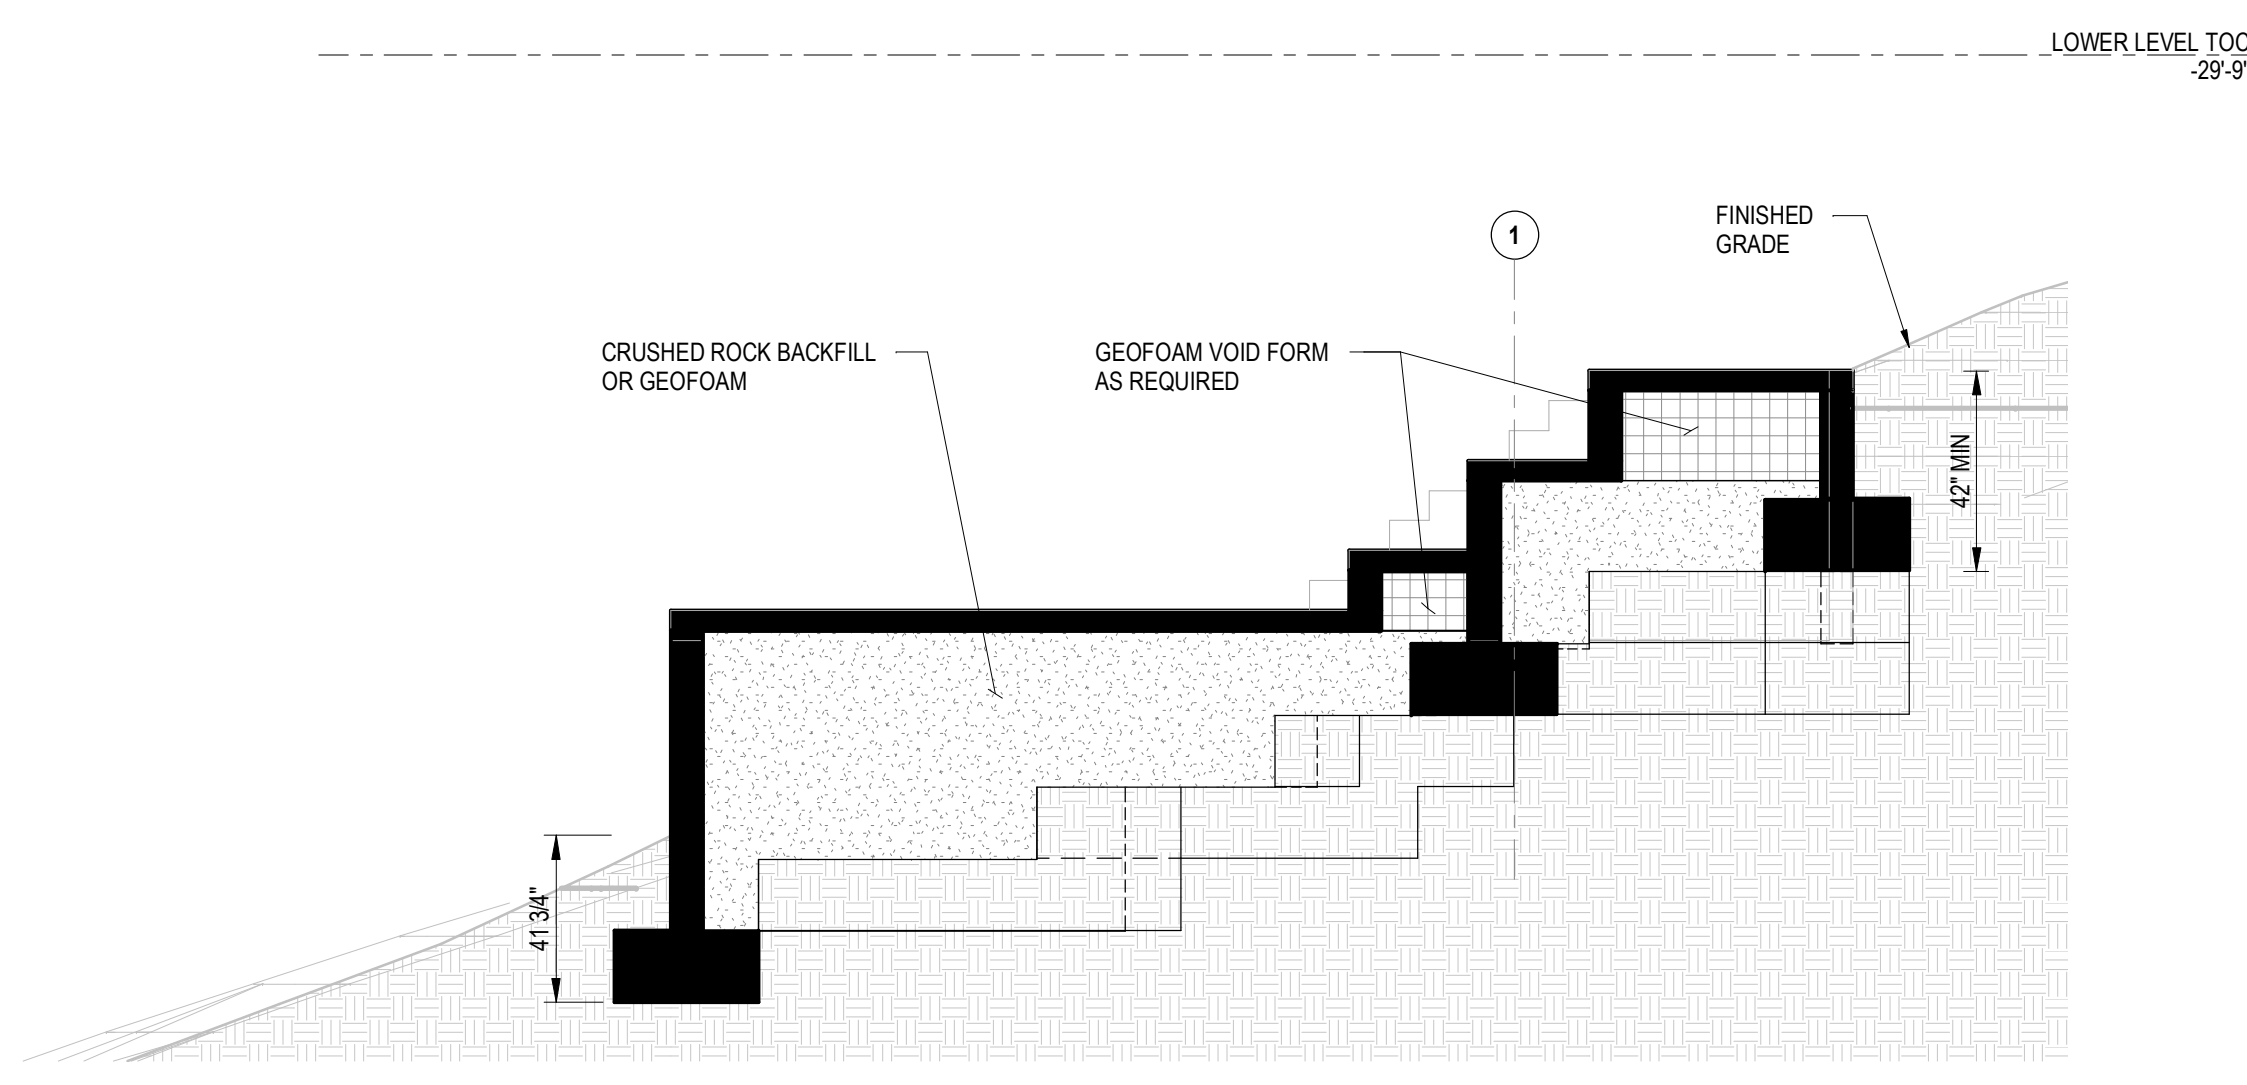 LOWER LEVEL TOC
-29'-9"
1
FINISHED
GRADE
CRUSHED ROCK BACKFILL
OR GEOFOAM
GEOFOAM VOID FORM
AS REQUIRED
42" MIN
41 3/4"